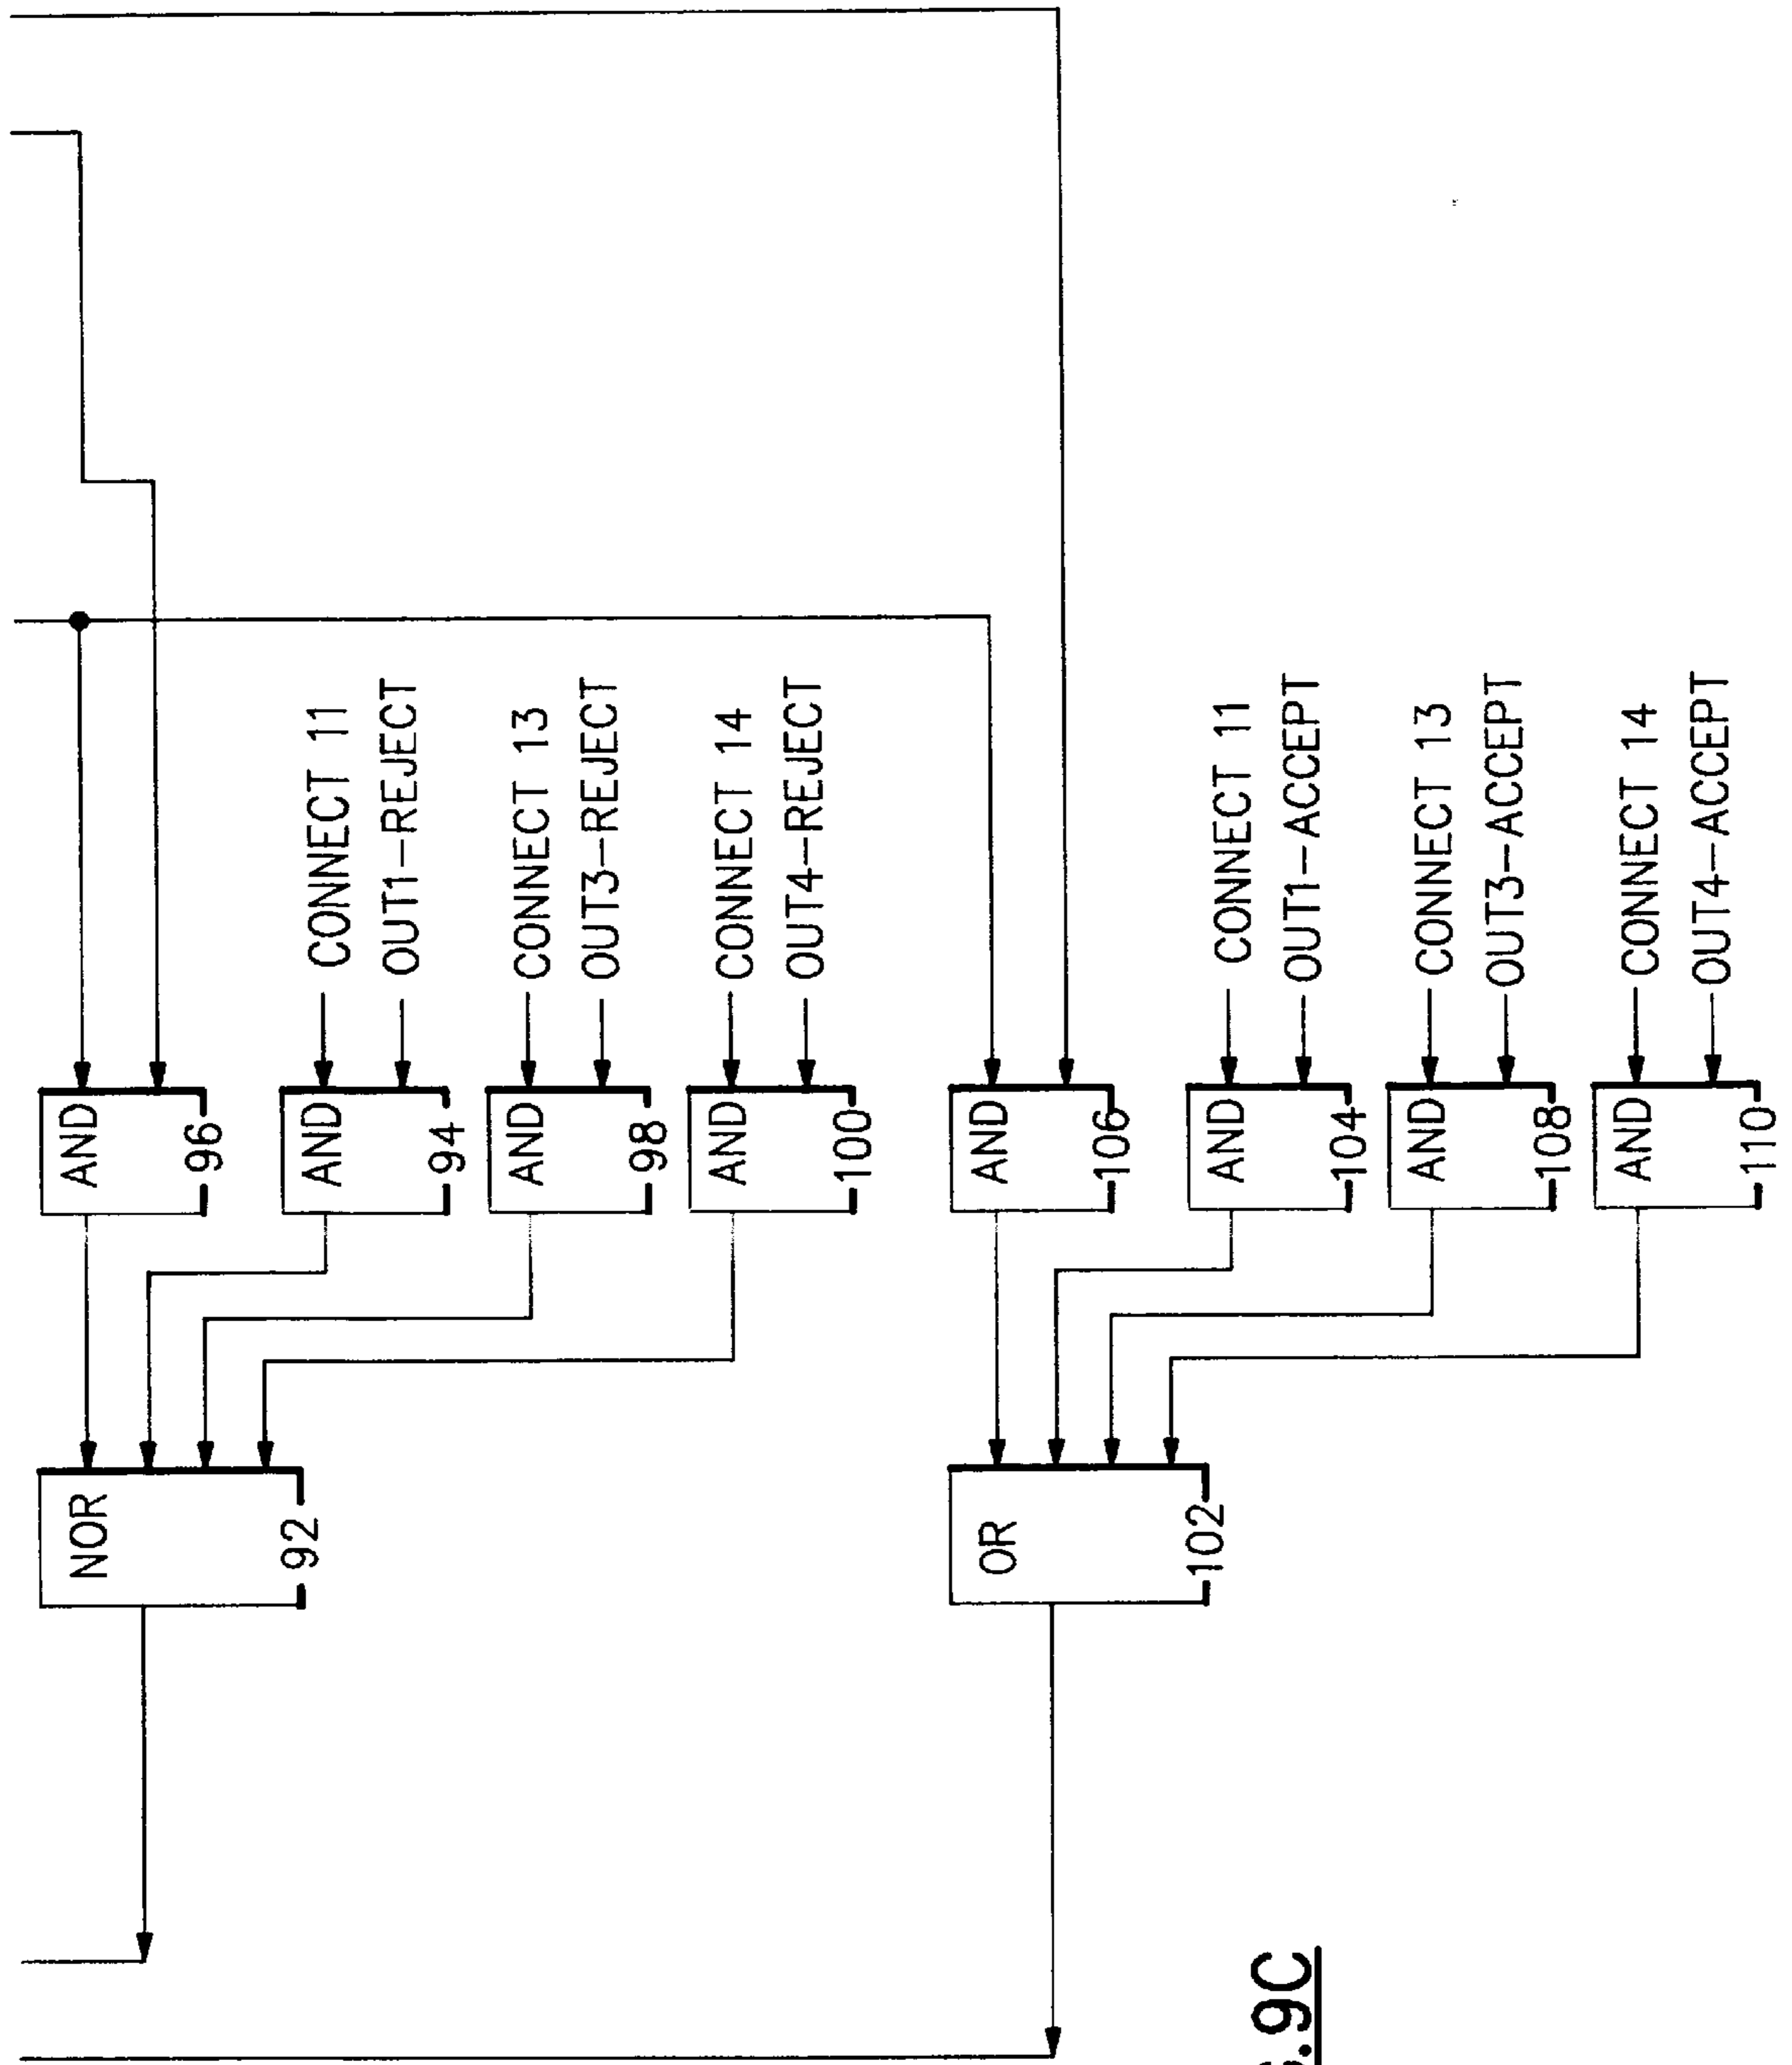 AND
96
CONNECT 11
OUT1-REJECT
AND
94
CONNECT 13
OUT3-REJECT
AND
98
CONNECT 14
OUT4-REJECT
AND
100
NOR
92
AND
106
CONNECT 11
OUT1-ACCEPT
AND
104
CONNECT 13
OUT3-ACCEPT
AND
108
CONNECT 14
OUT4-ACCEPT
AND
110
OR
102
.9C